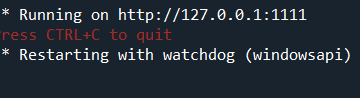 * Running on http://127.0.0.1:1111
ress CTRL+C to quit
* Restarting with watchdog (windowsapi)